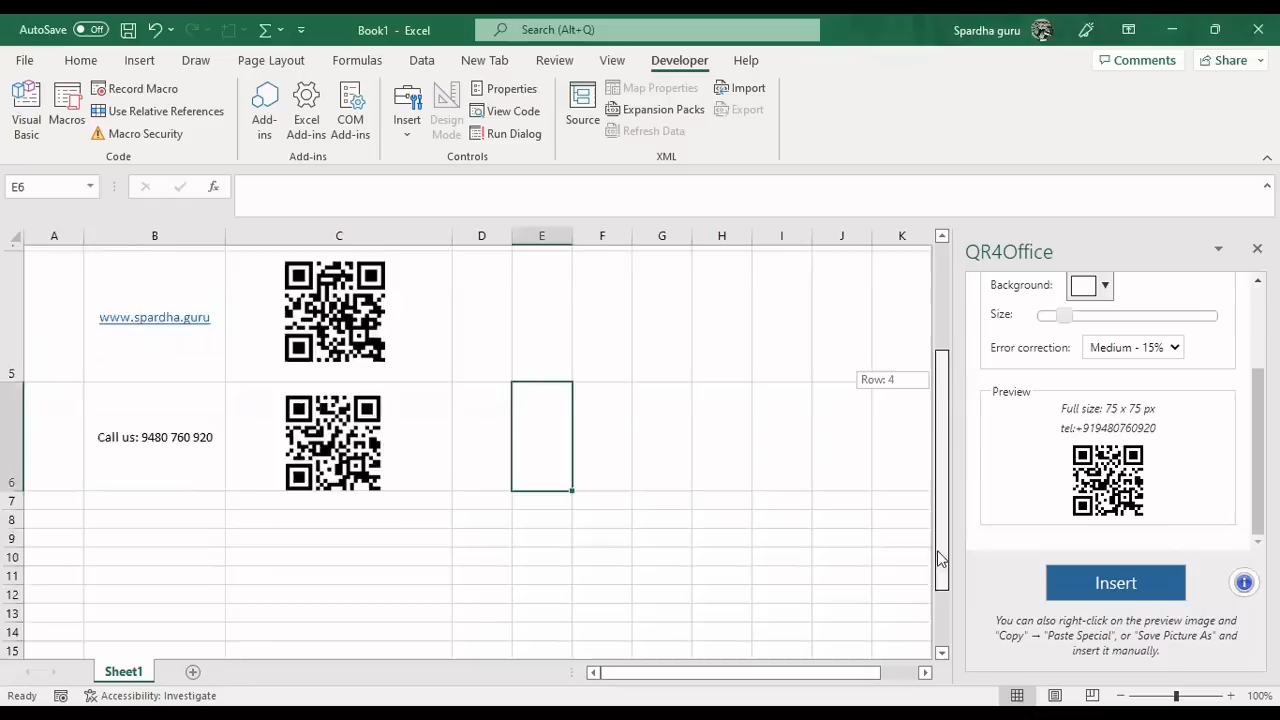 AutoSave Off Book1 - Excel Search (Alt+Q) Spardha guru
File Home Insert Draw Page Layout Formulas Data New Tab Review View Developer Help Comments Share
Visual Basic
Macros
Record Macro
Use Relative References
Macro Security
Code
Add-ins
Excel Add-ins
COM Add-ins
Add-ins
Insert
Design Mode
Properties
View Code
Run Dialog
Controls
Source
Map Properties
Expansion Packs
Refresh Data
Import
Export
XML
E6 fx
A B C D E F G H I J K
www.spardha.guru
5
Row: 4
Call us: 9480 760 920
6
7
8
9
10
11
12
13
14
15
QR4Office
Background:
Size:
Error correction: Medium - 15%
Preview
Full size: 75 x 75 px
tel:+919480760920
Insert
You can also right-click on the preview image and
"Copy" → "Paste Special", or "Save Picture As" and
insert it manually.
Sheet1
Ready Accessibility: Investigate 100%